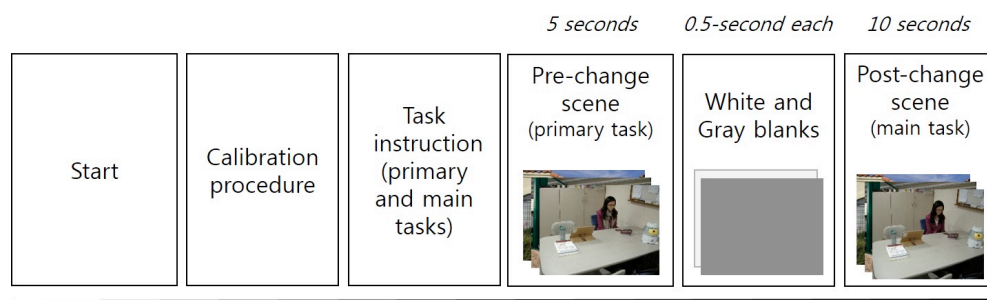 5 seconds
0.5-second each
10 seconds
Start
Calibration
procedure
Task
instruction
(primary
and main
tasks)
Pre-change
scene
(primary task)
White and
Gray blanks
Post-change
scene
(main task)